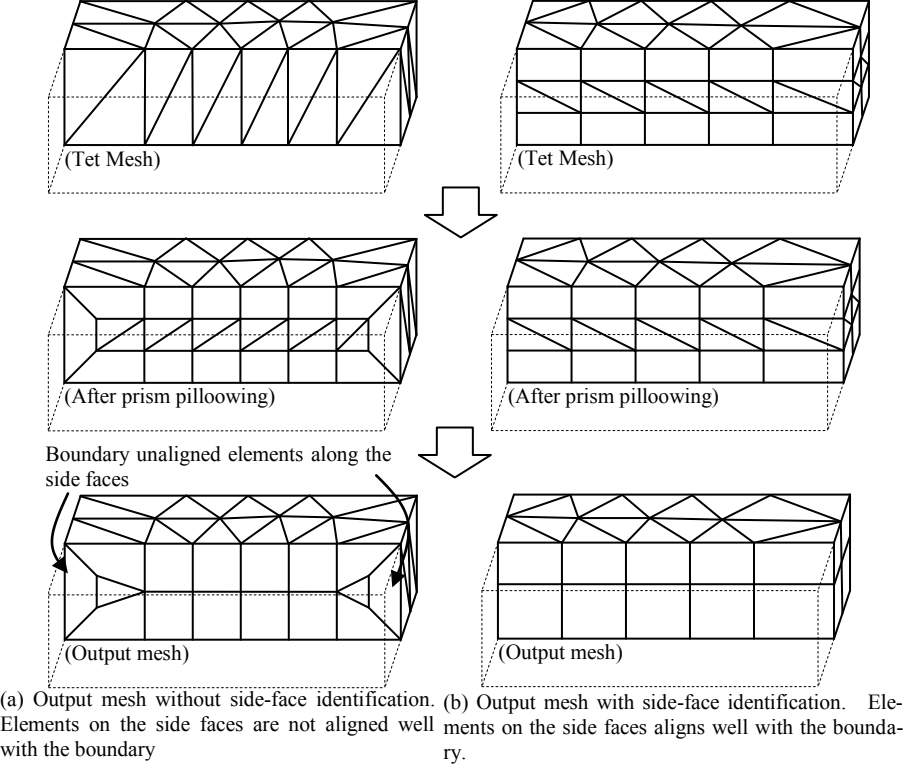 (Tet Mesh)
(Tet Mesh)
(After prism pilloowing)
(After prism pilloowing)
Boundary unaligned elements along the
side faces
(Output mesh)
(Output mesh)
(a) Output mesh without side-face identification.
Elements on the side faces are not aligned well
with the boundary
(b) Output mesh with side-face identification. Ele-
ments on the side faces aligns well with the bounda-
ry.